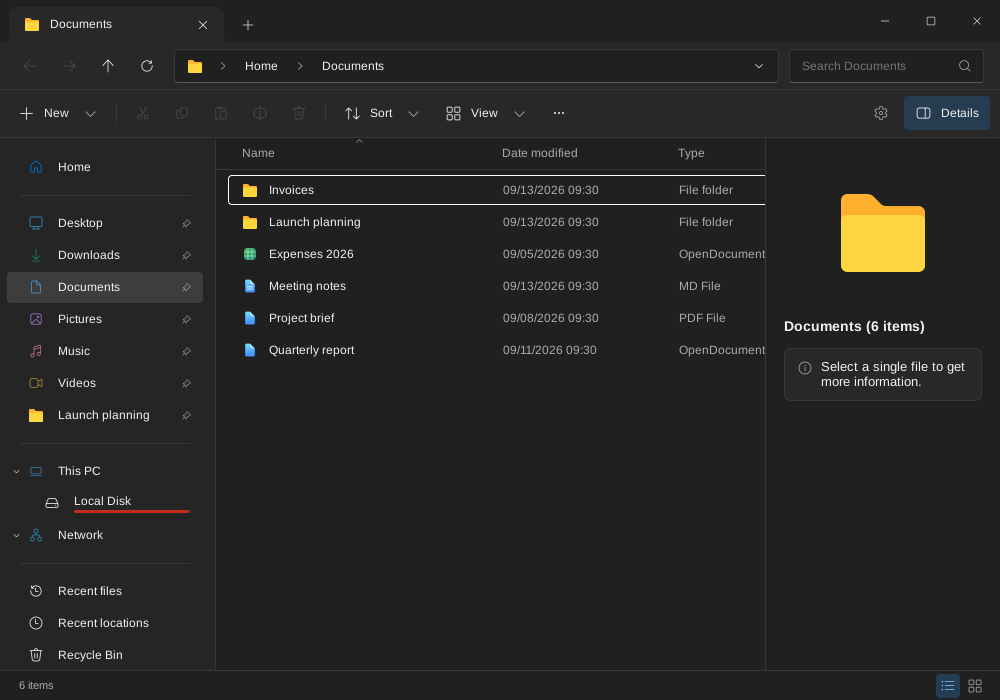 Documents
Home
Documents
Search Documents
New
Sort
View
Details
Home
Desktop
Downloads
Documents
Pictures
Music
Videos
Launch planning
This PC
Local Disk
Network
Recent files
Recent locations
Recycle Bin
Name Date modified Type
Invoices 09/13/2026 09:30 File folder
Launch planning 09/13/2026 09:30 File folder
Expenses 2026 09/05/2026 09:30 OpenDocument
Meeting notes 09/13/2026 09:30 MD File
Project brief 09/08/2026 09:30 PDF File
Quarterly report 09/11/2026 09:30 OpenDocument
Documents (6 items)
Select a single file to get
more information.
6 items